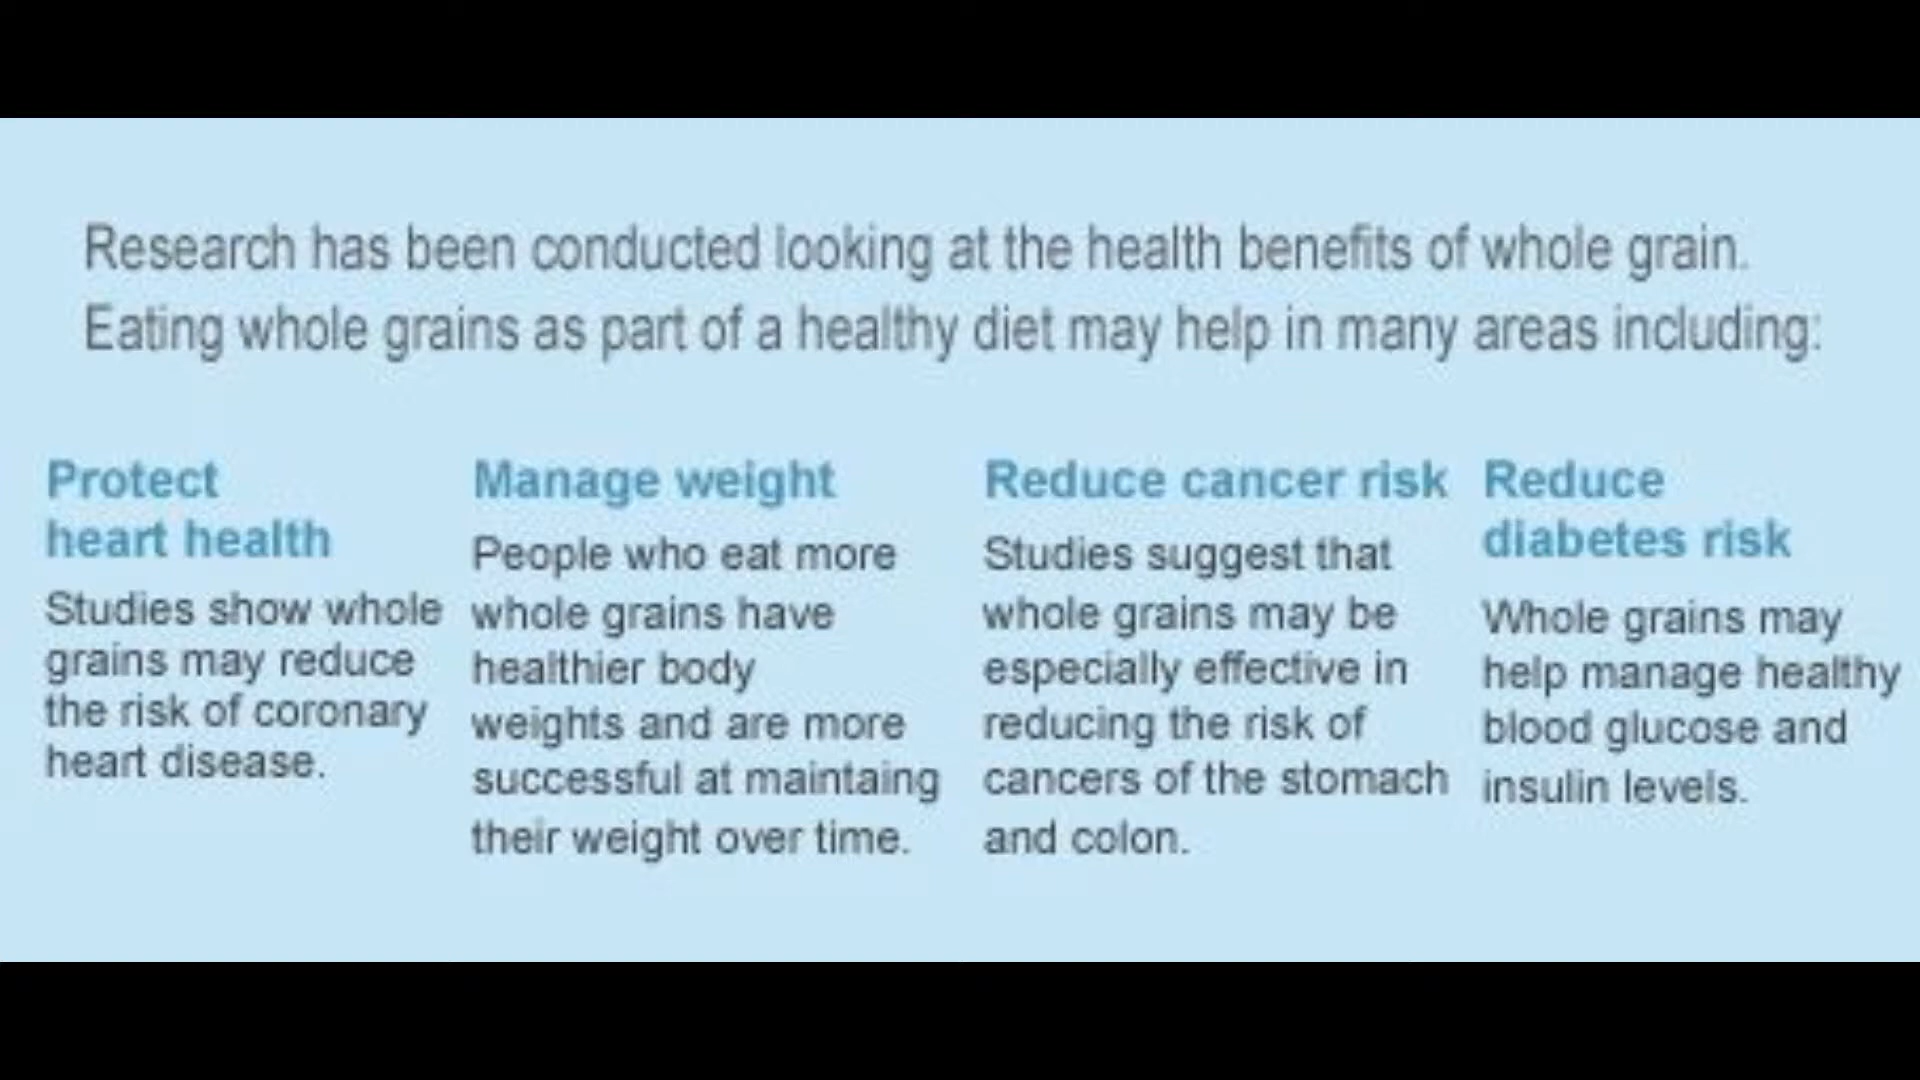 Research has been conducted looking at the health benefits of whole grain.
Eating whole grains as part of a healthy diet may help in many areas including:
Protect
heart health
Studies show whole
grains may reduce
the risk of coronary
heart disease.
Manage weight
People who eat more
whole grains have
healthier body
weights and are more
successful at maintaing
their weight over time.
Reduce cancer risk
Studies suggest that
whole grains may be
especially effective in
reducing the risk of
cancers of the stomach
and colon.
Reduce
diabetes risk
Whole grains may
help manage healthy
blood glucose and
insulin levels.